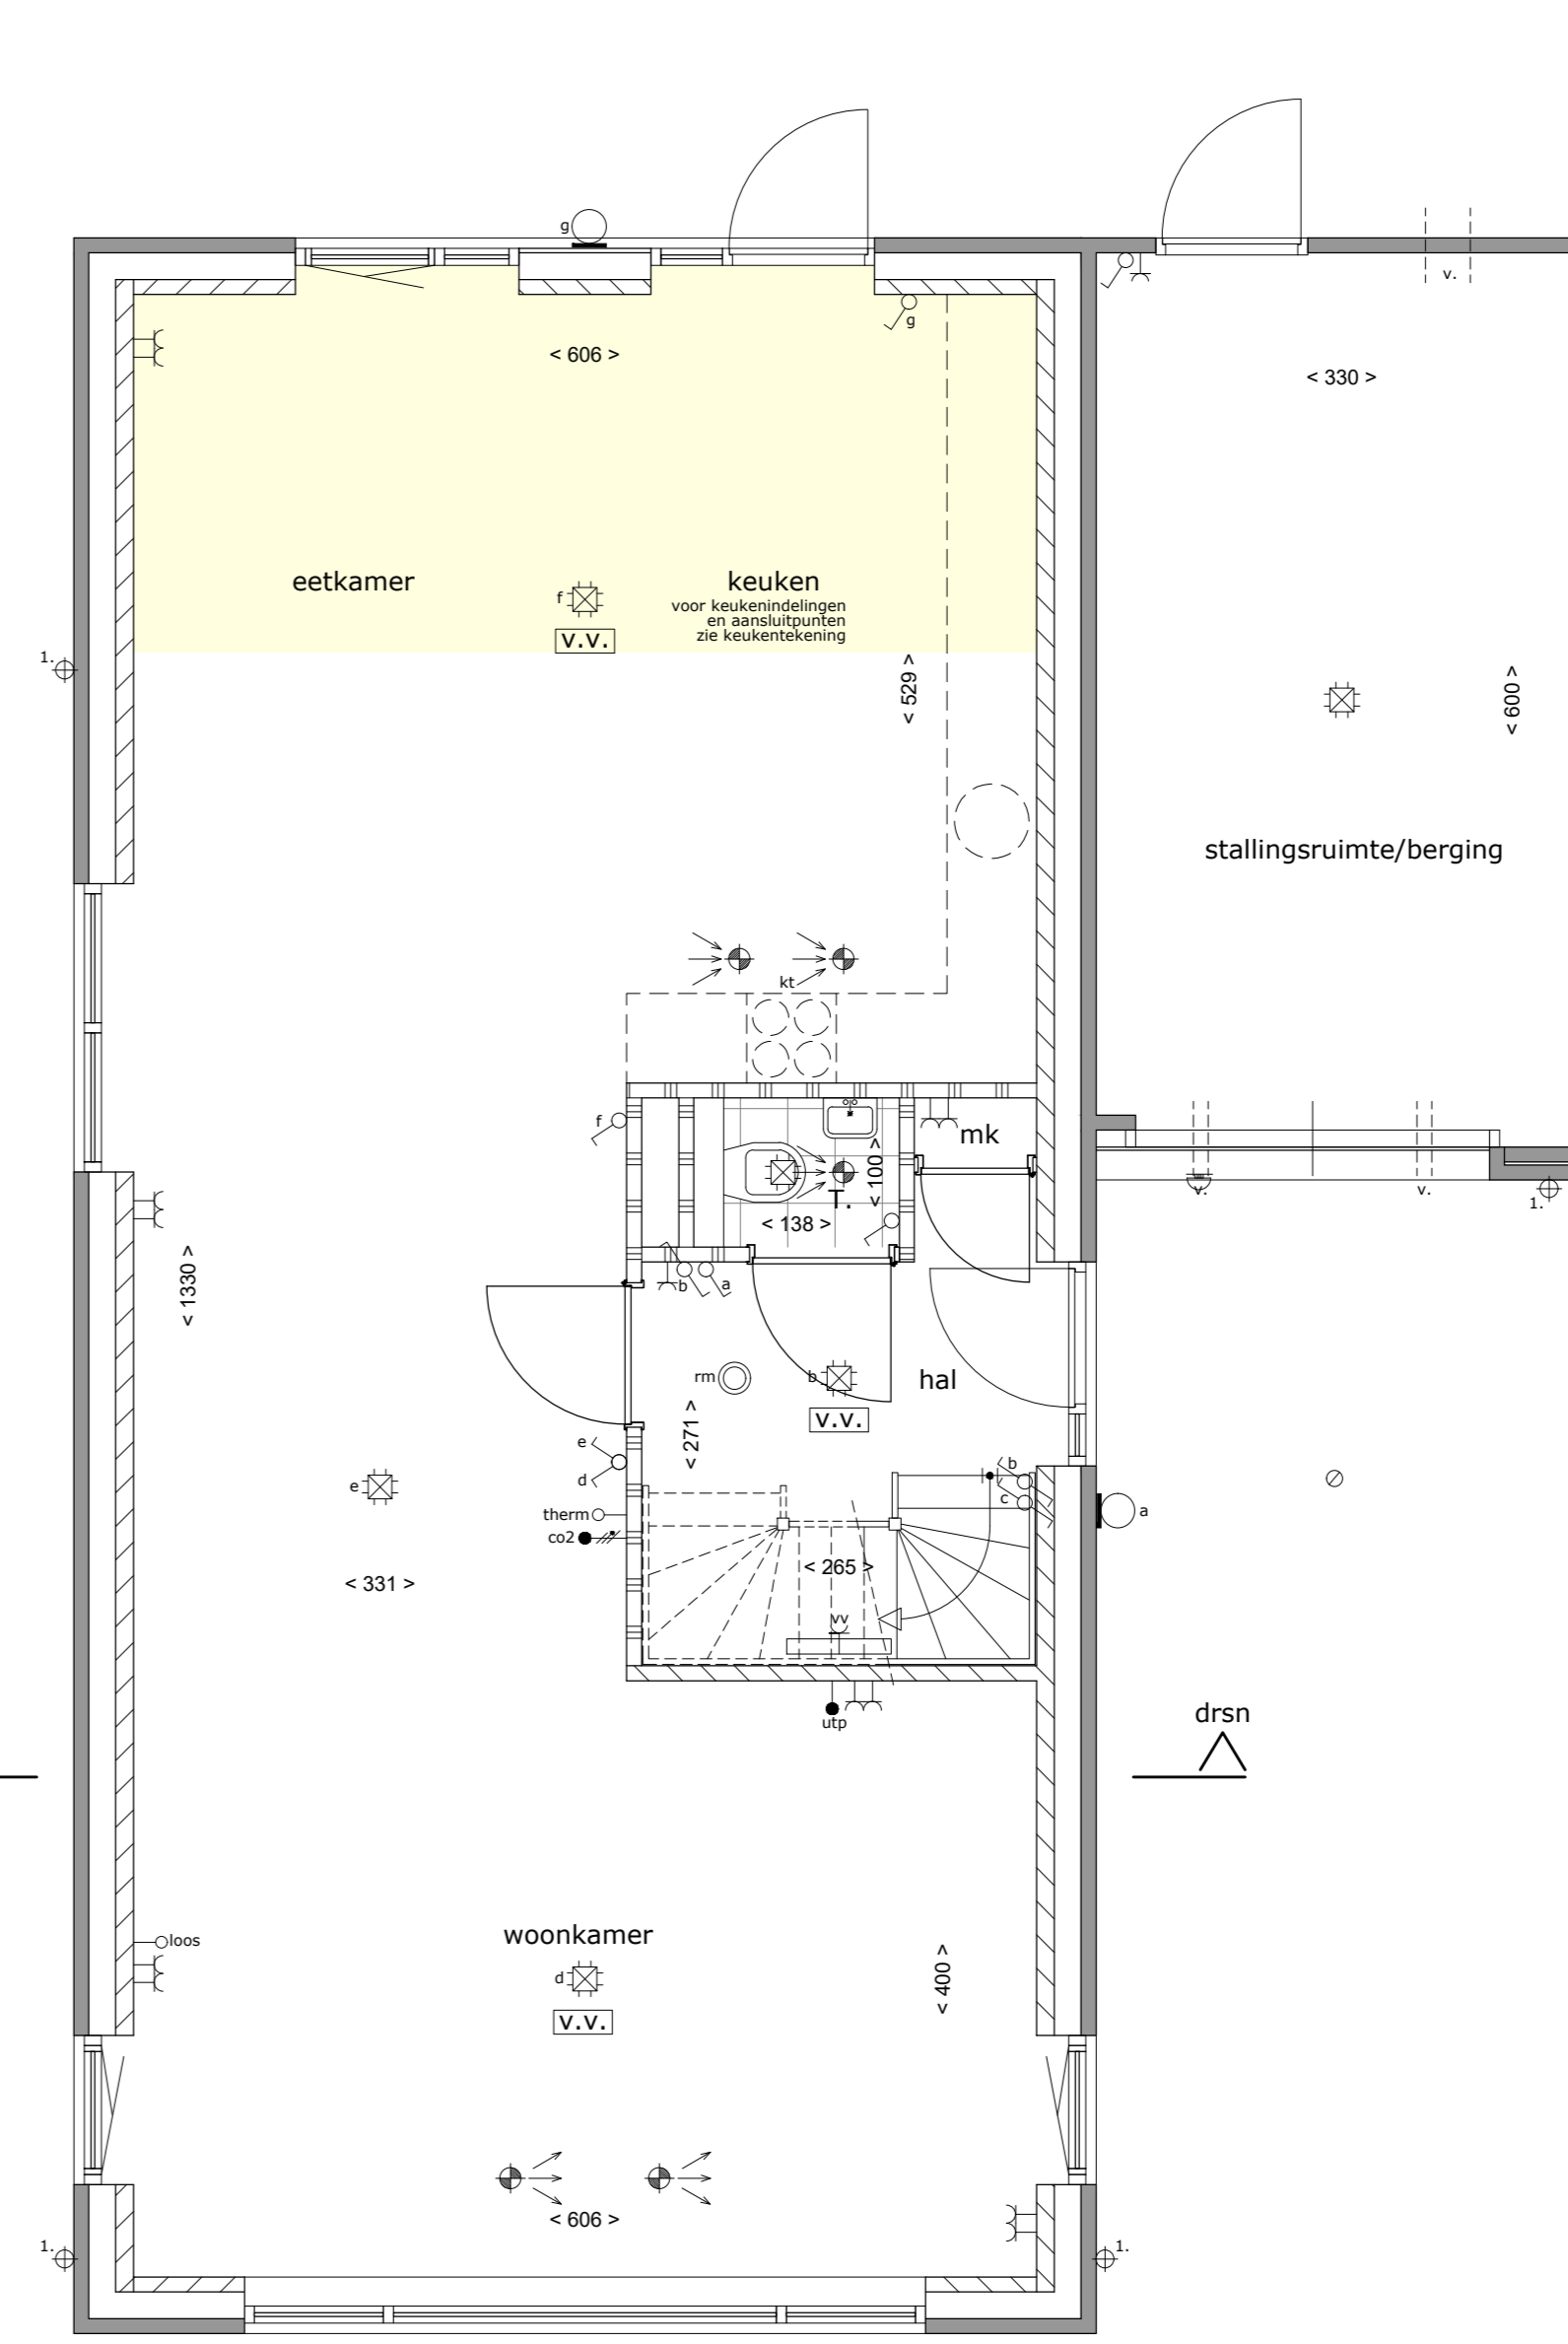 g
v.
g
< 606 >
< 330 >
eetkamer
keuken
f
voor keukenindelingen
en aansluitpunten
zie keukentekening
v.v.
1.
< 529 >
< 600 >
stallingsruimte/berging
kt
f
mk
< 100 >
T.
< 138 >
v.
v.
1.
< 1330 >
b
a
rm
b
hal
v.v.
< 271 >
e
d
b
c
e
therm
co2
a
< 265 >
< 331 >
vv
utp
drsn
loos
woonkamer
d
v.v.
< 400 >
< 606 >
1.
1.